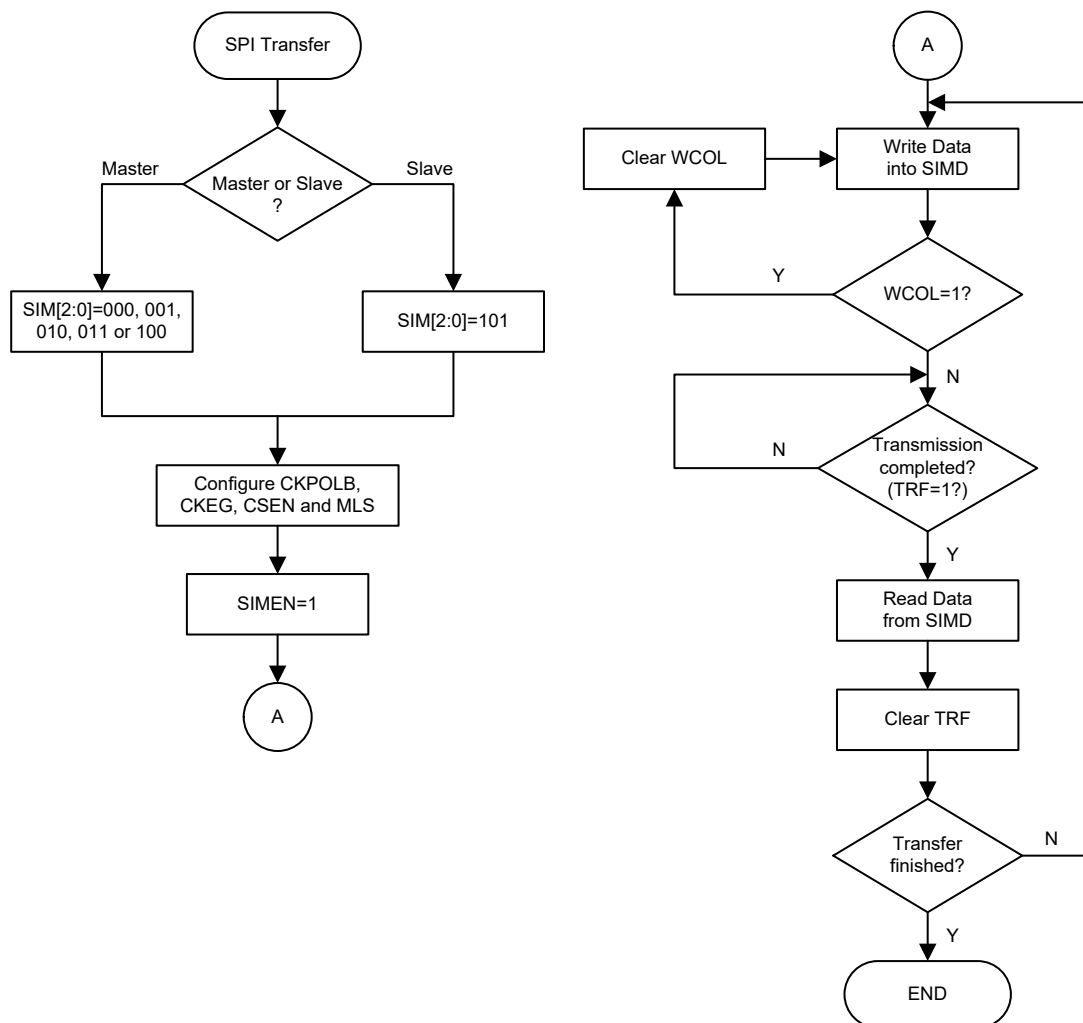 SPI Transfer
Master
Master or Slave
?
Slave
SIM[2:0]=000, 001,
010, 011 or 100
SIM[2:0]=101
Configure CKPOLB,
CKEG, CSEN and MLS
SIMEN=1
A
A
Clear WCOL
Write Data
into SIMD
Y
WCOL=1?
N
N
Transmission
completed?
(TRF=1?)
Y
Read Data
from SIMD
Clear TRF
Transfer
finished?
N
Y
END